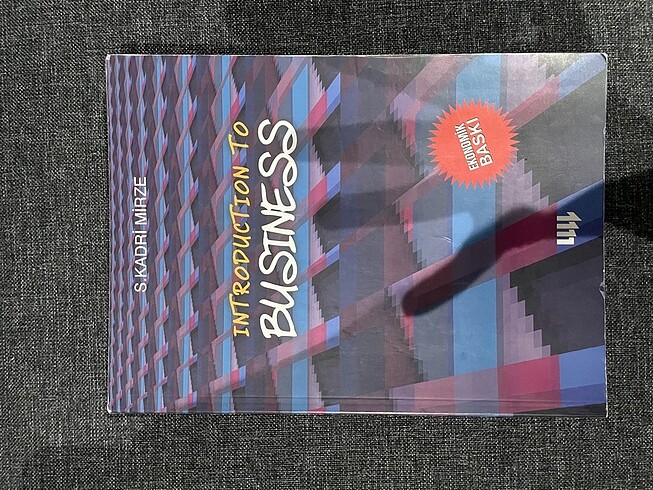 S.KADRİ MİRZE
INTRODUCTION TO
BUSINESS
EKONOMİK
BASKI